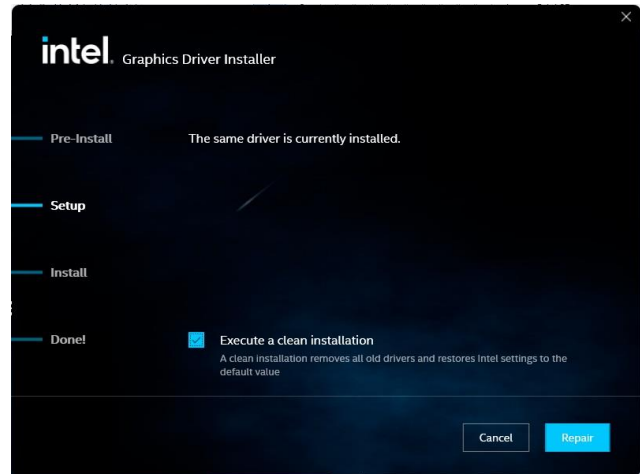 intel. Graphics Driver Installer
Pre-Install
The same driver is currently installed.
Setup
Install
Done!
Execute a clean installation
A clean installation removes all old drivers and restores Intel settings to the
default value
Cancel
Repair